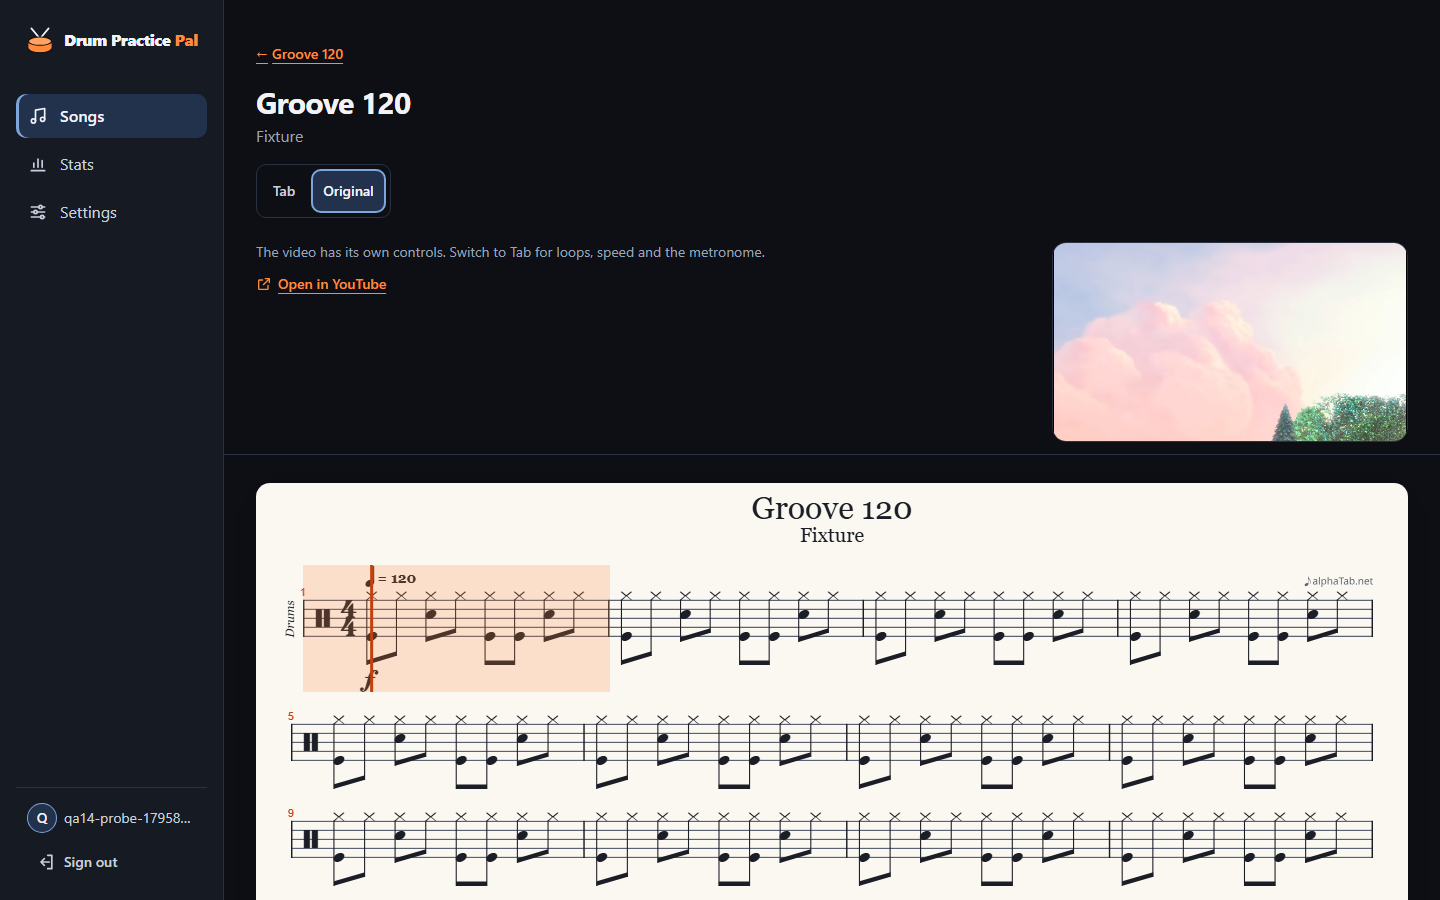 Drum Practice Pal
Songs
Stats
Settings
qa14-probe-17958...
Sign out
← Groove 120
Groove 120
Fixture
Tab
Original
The video has its own controls. Switch to Tab for loops, speed and the metronome.
Open in YouTube
Groove 120
Fixture
= 120
alphaTab.net
1
Drums
4
4
f
5
9
Q